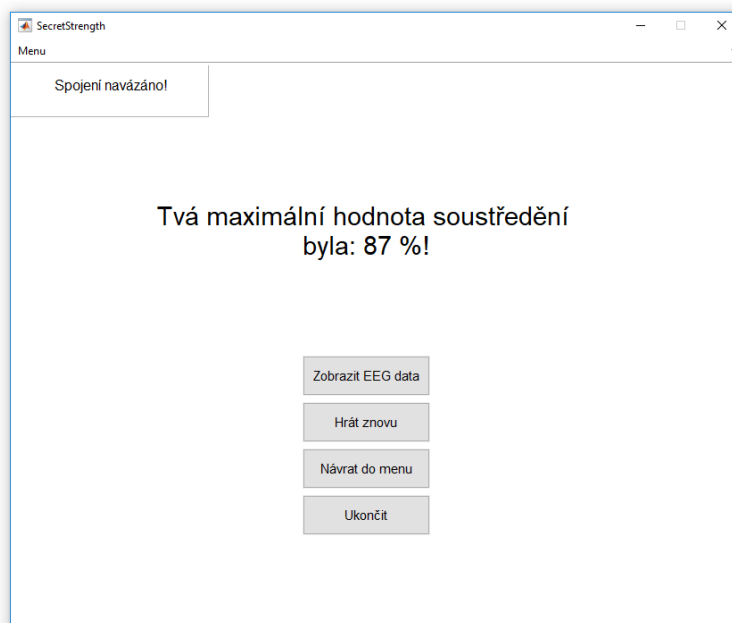 SecretStrength
Menu
Spojení navázáno!
Tvá maximální hodnota soustředění
byla: 87 %!
Zobrazit EEG data
Hrát znovu
Návrat do menu
Ukončit